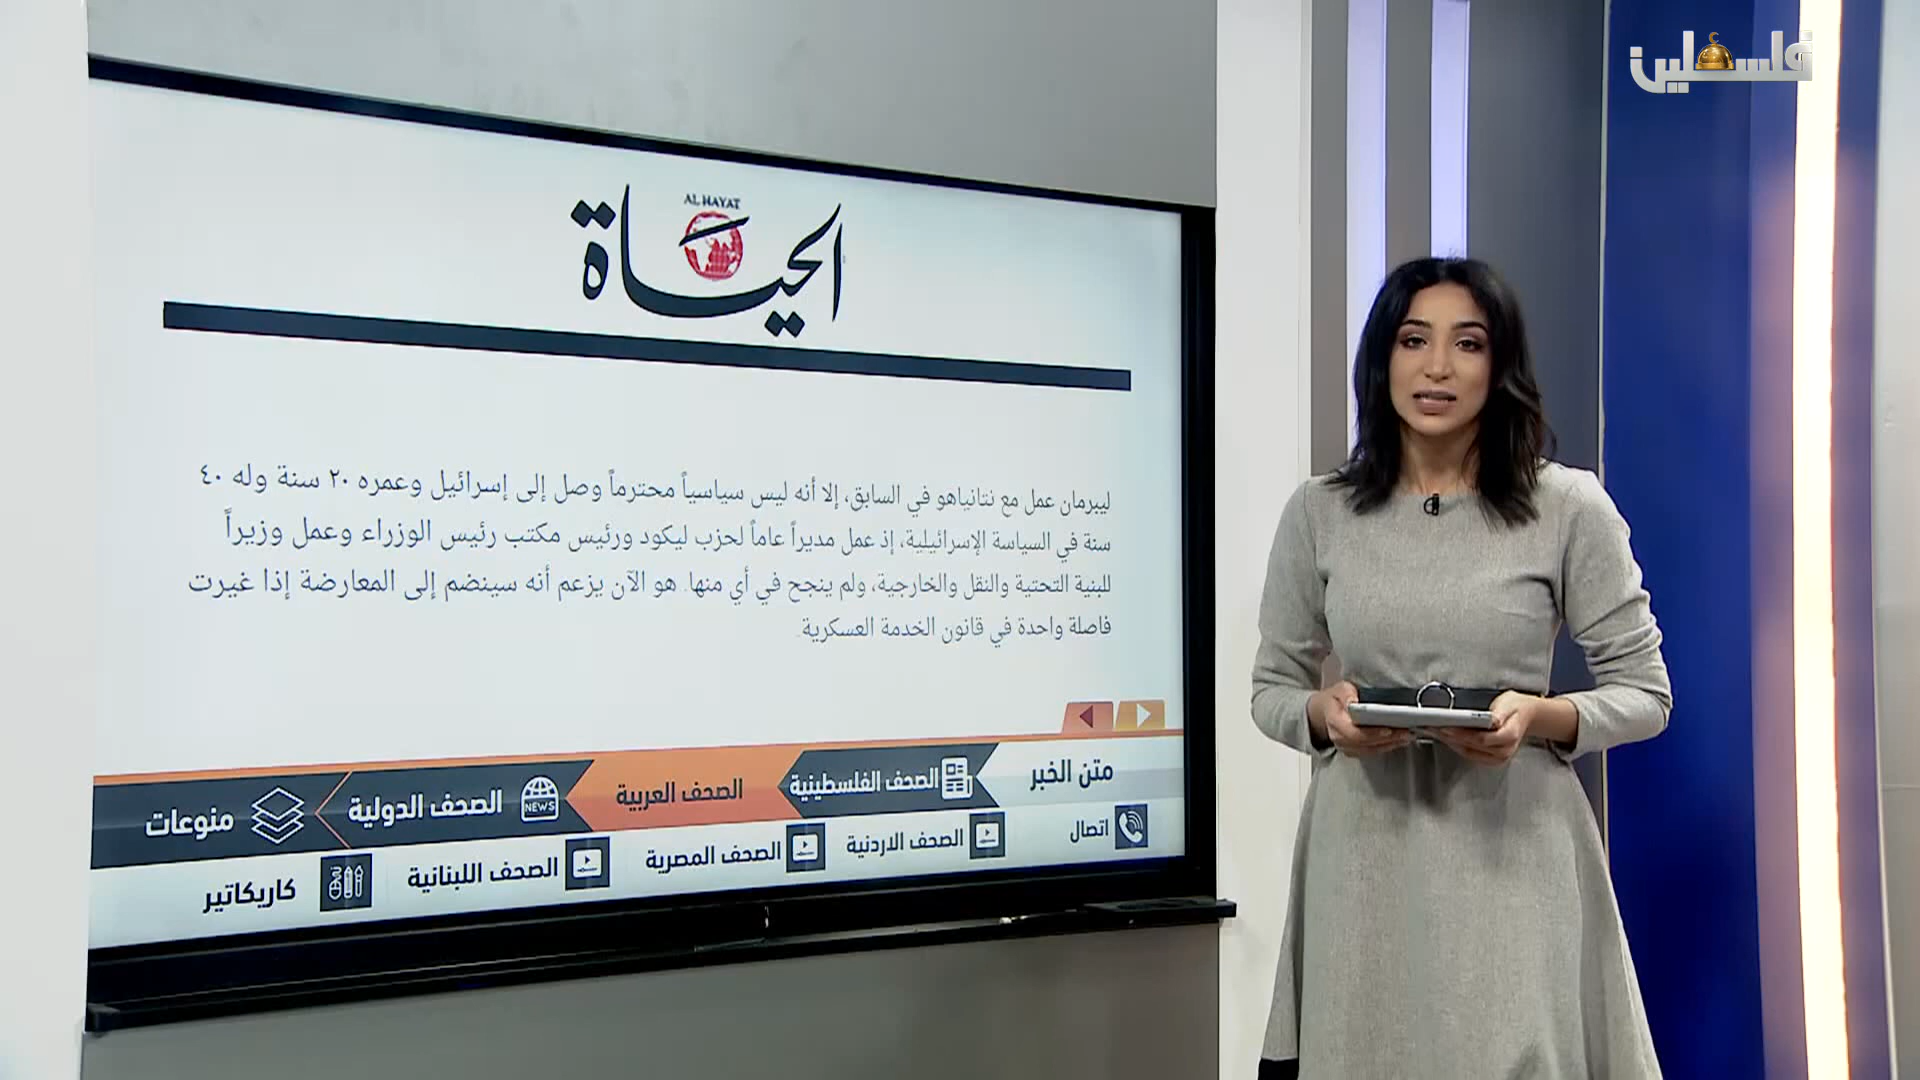 فلسطين
AL HAYAT
الحياة
ليبرمان عمل مع نتانياهو في السابق، إلا أنه ليس سياسياً محترماً وصل إلى إسرائيل وعمره ٢٠ سنة وله ٤٠
سنة في السياسة الإسرائيلية، إذ عمل مديراً عاماً لحزب ليكود ورئيس مكتب رئيس الوزراء وعمل وزيراً
للبنية التحتية والنقل والخارجية، ولم ينجح في أي منها. هو الآن يزعم أنه سينضم إلى المعارضة إذا غيرت
فاصلة واحدة في قانون الخدمة العسكرية.
متن الخبر الصحف الفلسطينية الصحف العربية NEWS الصحف الدولية منوعات
اتصال الصحف الاردنية الصحف المصرية الصحف اللبنانية كاريكاتير